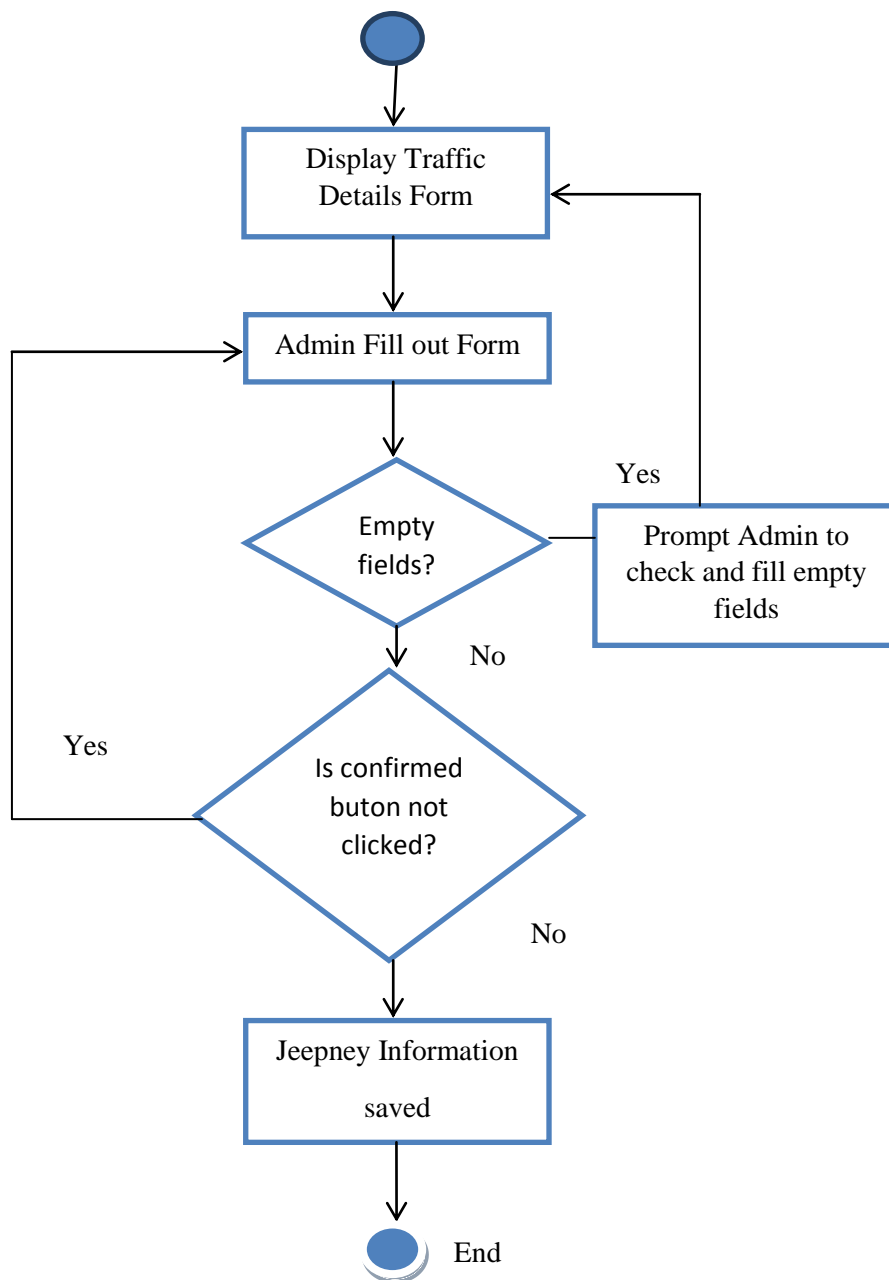 Display Traffic
Details Form
Admin Fill out Form
Empty
fields?
Yes
Prompt Admin to
check and fill empty
fields
No
Yes
Is confirmed
buton not
clicked?
No
Jeepney Information
saved
End